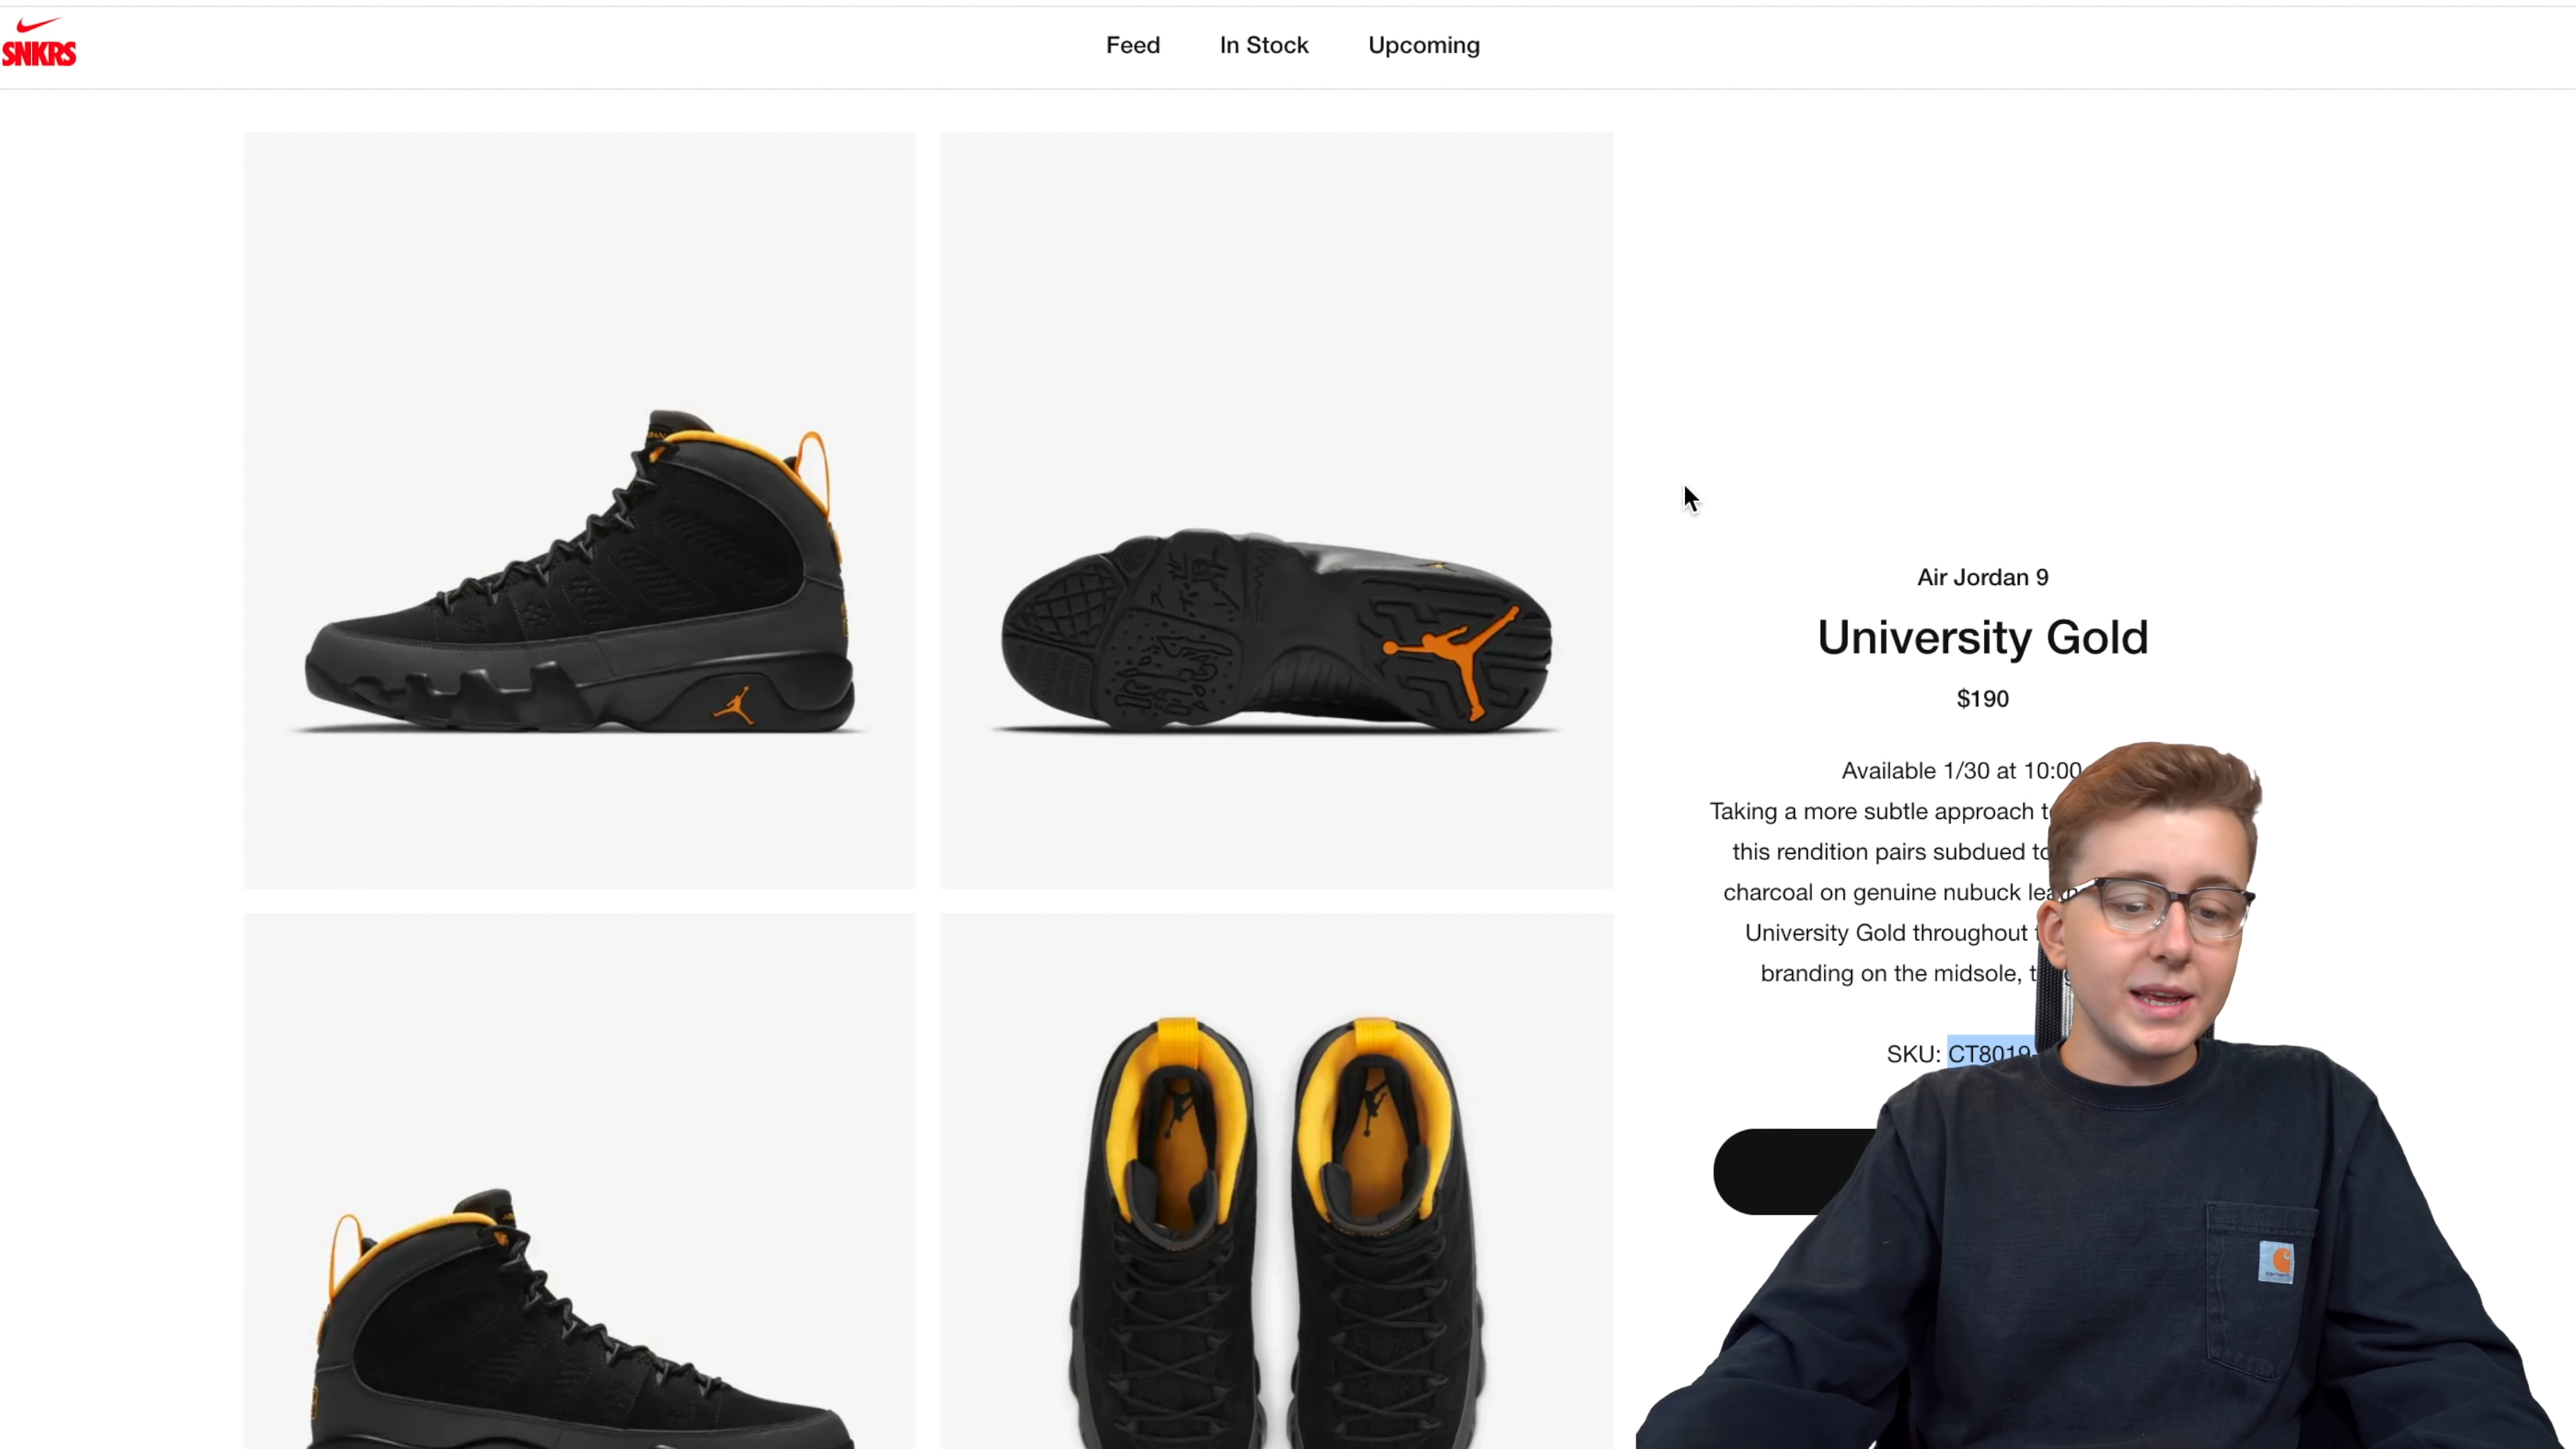 SNKRS
Feed
In Stock
Upcoming
Air Jordan 9
University Gold
$190
Available 1/30 at 10:00
Taking a more subtle approach
this rendition pairs subdued
charcoal on genuine nubuck
University Gold throughout
branding on the midsole,
SKU: CT8019-
carhartt